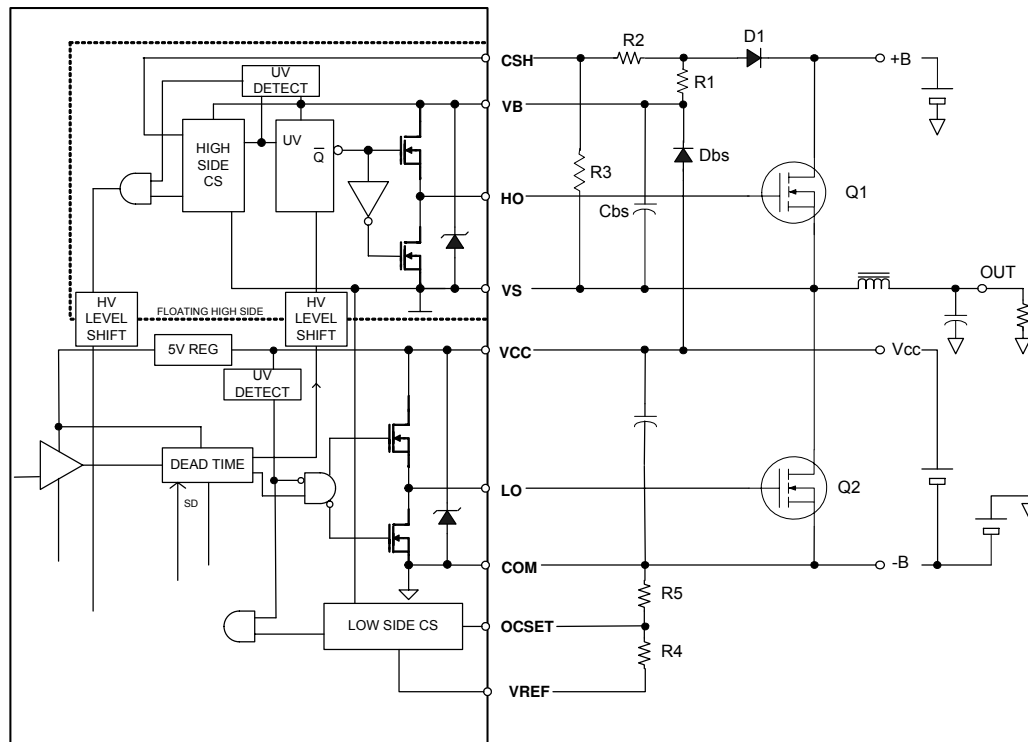 CSH
R2
D1
+B
UV
DETECT
R1
VB
HIGH
SIDE
CS
UV
Q
Dbs
R3
HO
Q1
Cbs
HV
LEVEL
SHIFT
FLOATING HIGH SIDE
HV
LEVEL
SHIFT
VS
OUT
5V REG
VCC
Vcc
UV
DETECT
DEAD TIME
SD
LO
Q2
COM
-B
R5
LOW SIDE CS
OCSET
R4
VREF